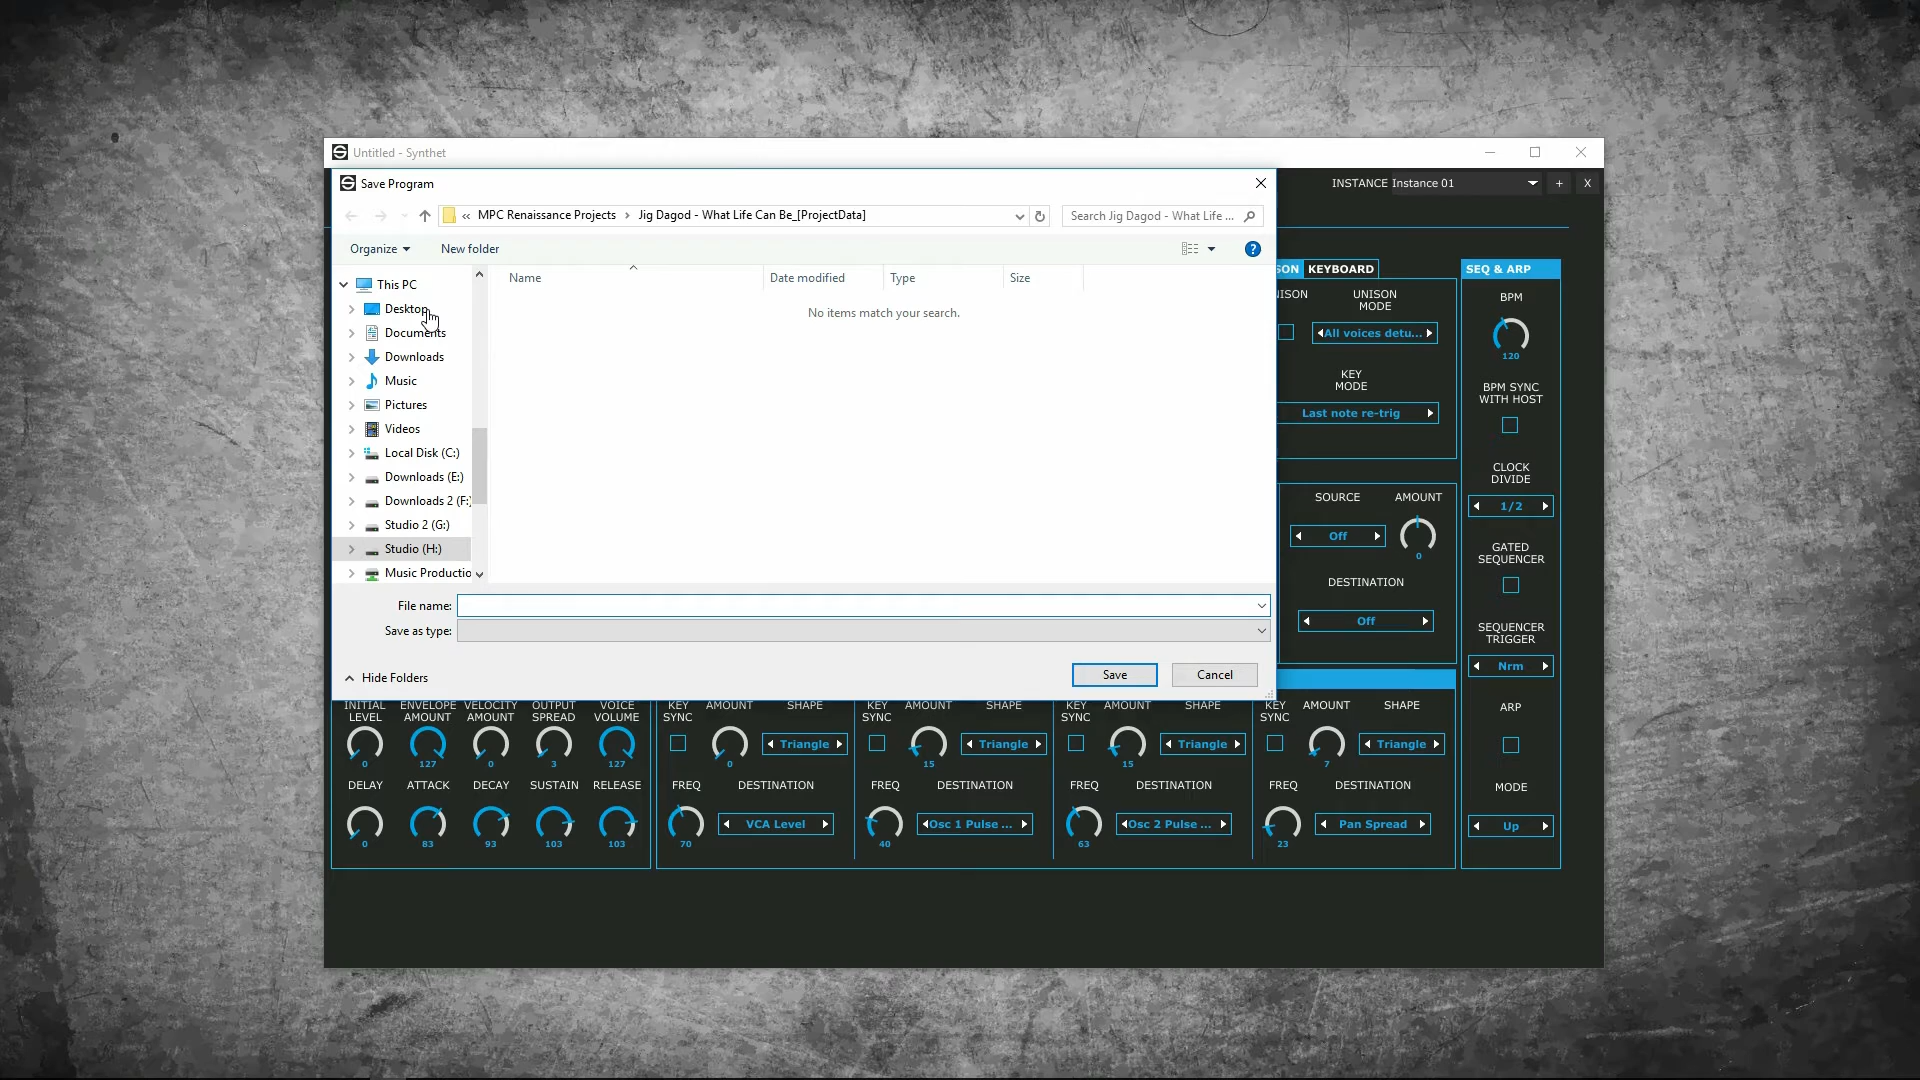 Untitled - Synthet
Save Program
INSTANCE Instance 01 + X
« MPC Renaissance Projects › Jig Dagod - What Life Can Be_[ProjectData]
Search Jig Dagod - What Life ...
Organize New folder ?
This PC
Desktop
Documents
Downloads
Music
Pictures
Videos
Local Disk (C:)
Downloads (E:)
Downloads 2 (F:)
Studio 2 (G:)
Studio (H:)
Music Productio
Name Date modified Type Size
No items match your search.
File name:
Save as type:
Hide Folders
Save Cancel
SON KEYBOARD
NISON
UNISON
MODE
All voices detu...
KEY
MODE
Last note re-trig
SOURCE AMOUNT
Off
0
DESTINATION
Off
SEQ & ARP
BPM
120
BPM SYNC
WITH HOST
CLOCK
DIVIDE
1/2
GATED
SEQUENCER
SEQUENCER
TRIGGER
Nrm
ARP
MODE
Up
INITIAL
LEVEL
ENVELOPE
AMOUNT
VELOCITY
AMOUNT
OUTPUT
SPREAD
VOICE
VOLUME
0 127 0 3 127
DELAY ATTACK DECAY SUSTAIN RELEASE
0 83 93 103 103
KEY
SYNC
AMOUNT SHAPE
Triangle
0
FREQ DESTINATION
VCA Level
70
KEY
SYNC
AMOUNT SHAPE
Triangle
15
FREQ DESTINATION
Osc 1 Pulse ...
40
KEY
SYNC
AMOUNT SHAPE
Triangle
15
FREQ DESTINATION
Osc 2 Pulse ...
63
KEY
SYNC
AMOUNT SHAPE
Triangle
7
FREQ DESTINATION
Pan Spread
23